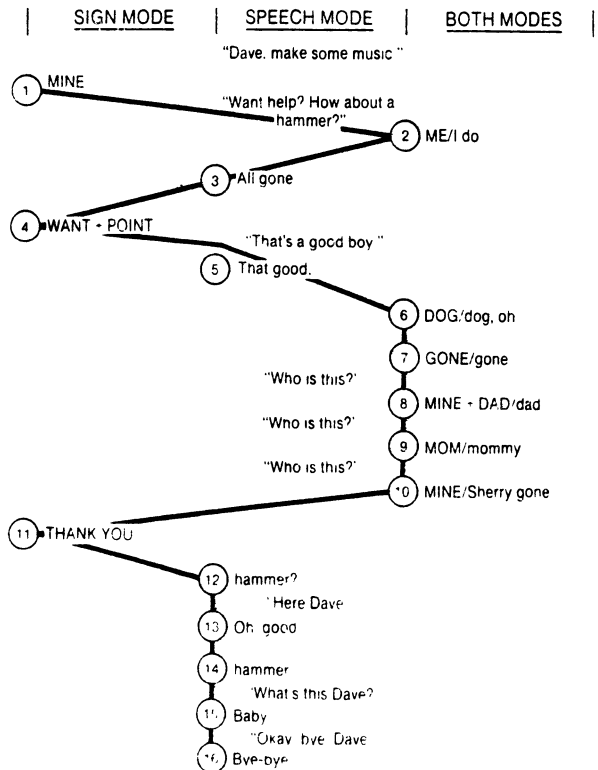 SIGN MODE SPEECH MODE BOTH MODES
"Dave. make some music "
1 MINE
"Want help? How about a
hammer?"
2 ME/I do
3 All gone
4 WANT + POINT
"That's a good boy "
5 That good.
6 DOG/dog, oh
7 GONE/gone
"Who is this?'
8 MINE + DAD/dad
"Who is this?'
9 MOM/mommy
"Who is this?'
10 MINE/Sherry gone
11 THANK YOU
12 hammer?
'Here Dave
13 Oh good
14 hammer
'What s this Dave?
15 Baby
"Okay bye Dave
16 Bye-bye